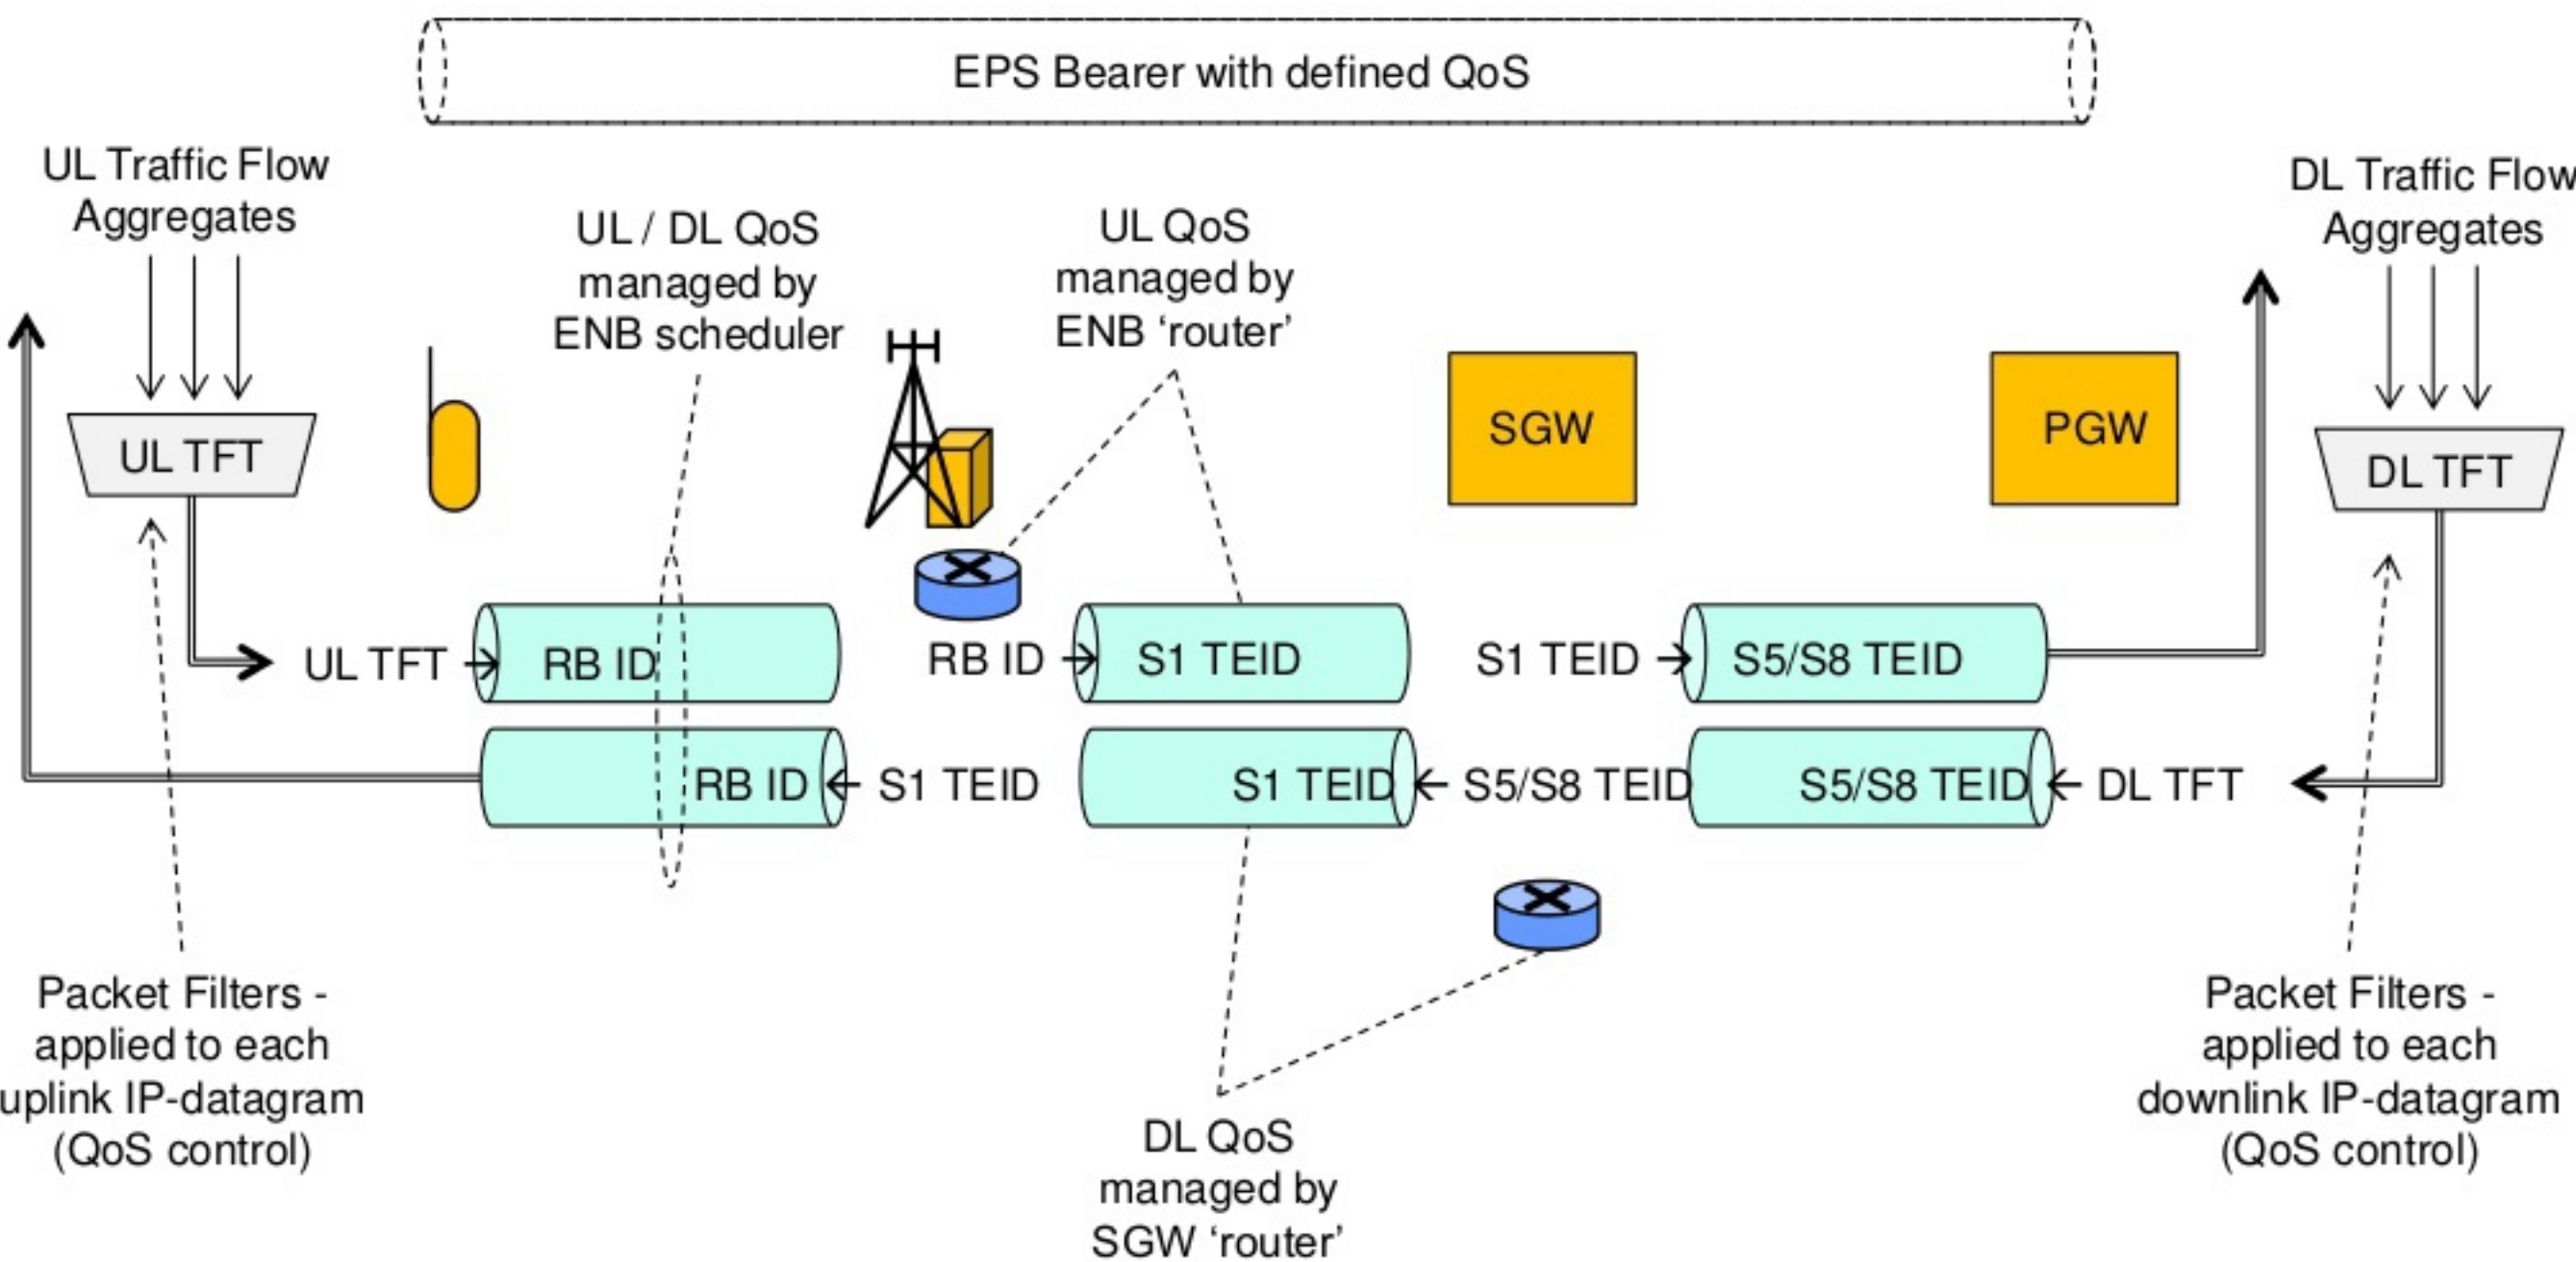 EPS Bearer with defined QoS
UL Traffic Flow
Aggregates
UL / DL QoS
managed by
ENB scheduler
UL QoS
managed by
ENB ‘router’
DL Traffic Flow
Aggregates
UL TFT
SGW
PGW
DL TFT
UL TFT
RB ID
RB ID
S1 TEID
S1 TEID
S5/S8 TEID
RB ID
S1 TEID
S1 TEID
S5/S8 TEID
S5/S8 TEID
DL TFT
Packet Filters -
applied to each
uplink IP-datagram
(QoS control)
DL QoS
managed by
SGW ‘router’
Packet Filters -
applied to each
downlink IP-datagram
(QoS control)